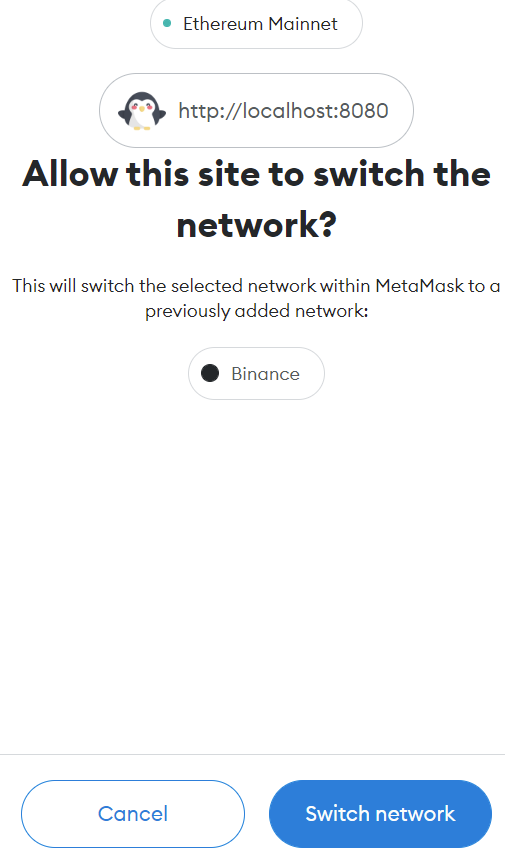 Ethereum Mainnet
http://localhost:8080
Allow this site to switch the
network?
This will switch the selected network within MetaMask to a
previously added network:
Binance
Cancel
Switch network